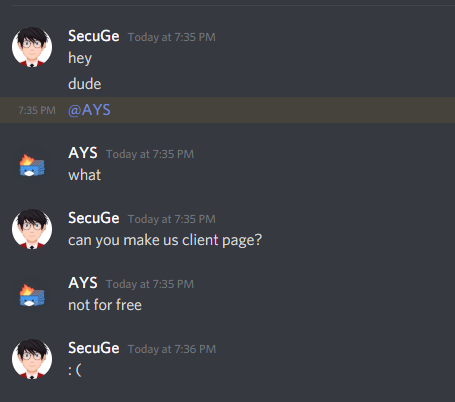 SecuGe Today at 7:35 PM
hey
dude
7:35 PM @AYS
AYS Today at 7:35 PM
what
SecuGe Today at 7:35 PM
can you make us client page?
AYS Today at 7:35 PM
not for free
SecuGe Today at 7:36 PM
: (